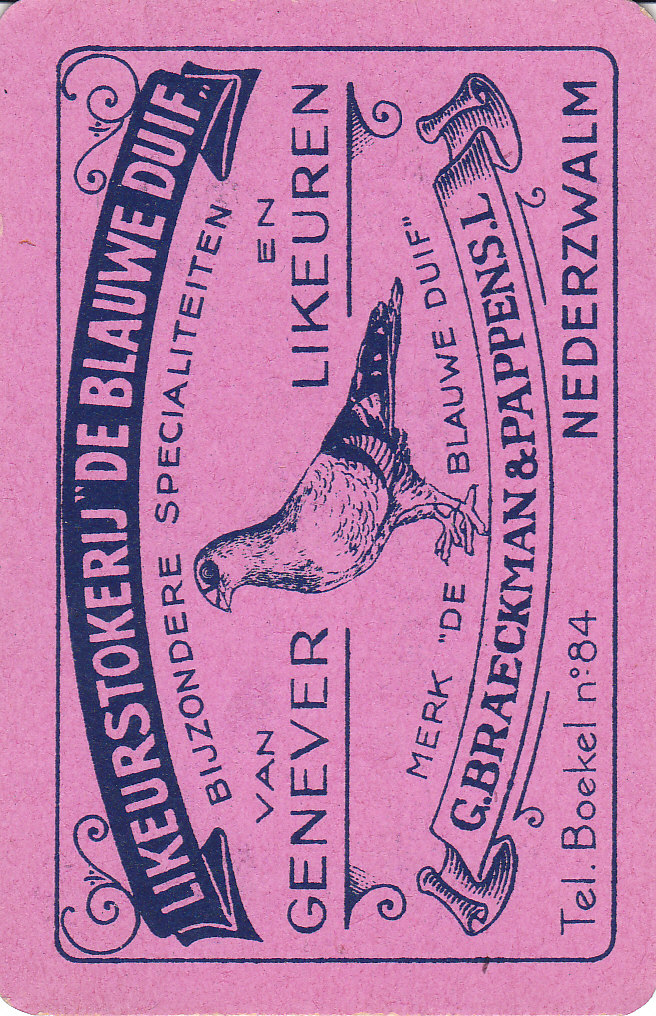 LIKEURSTOKERIJ "DE BLAUWE DUIF"
BIJZONDERE SPECIALITEITEN
VAN EN
GENEVER LIKEUREN
MERK "DE BLAUWE DUIF"
G.BRAECKMAN & PAPPENS.L
Tel. Boekel nº 84 NEDERZWALM